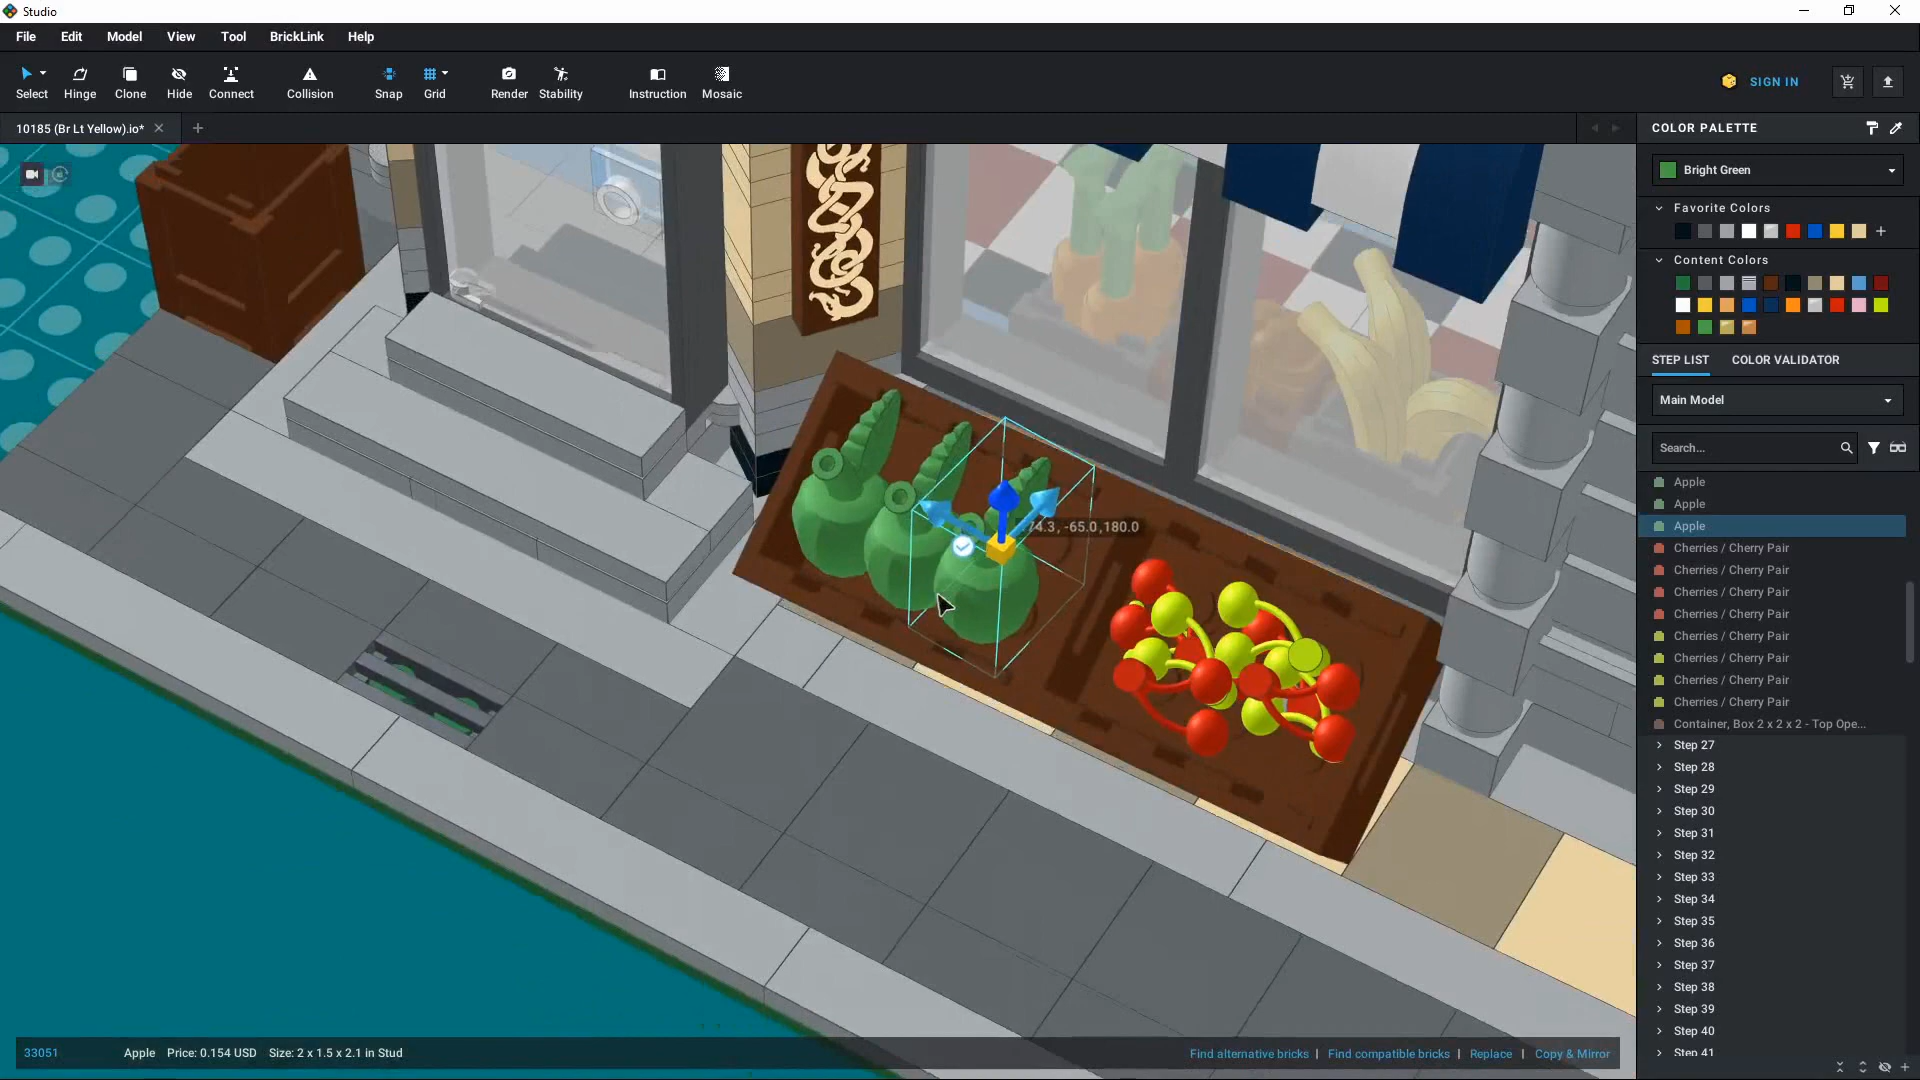 Studio
File Edit Model View Tool BrickLink Help
Select Hinge Clone Hide Connect Collision Snap Grid Render Stability Instruction Mosaic
SIGN IN
10185 (Br Lt Yellow).io*
COLOR PALETTE
Bright Green
Favorite Colors
Content Colors
STEP LIST COLOR VALIDATOR
Main Model
Search...
Apple
Apple
Apple
Cherries / Cherry Pair
Cherries / Cherry Pair
Cherries / Cherry Pair
Cherries / Cherry Pair
Cherries / Cherry Pair
Cherries / Cherry Pair
Cherries / Cherry Pair
Cherries / Cherry Pair
Container, Box 2 x 2 x 2 - Top Ope...
Step 27
Step 28
Step 29
Step 30
Step 31
Step 32
Step 33
Step 34
Step 35
Step 36
Step 37
Step 38
Step 39
Step 40
Step 41
-65.0,180.0
33051 Apple Price: 0.154 USD Size: 2 x 1.5 x 2.1 in Stud
Find alternative bricks | Find compatible bricks | Replace | Copy & Mirror